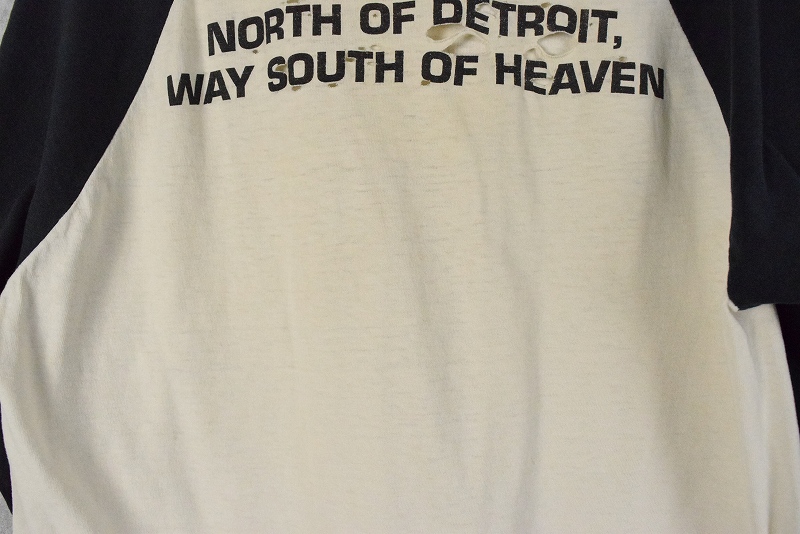 NORTH OF DETROIT,
WAY SOUTH OF HEAVEN